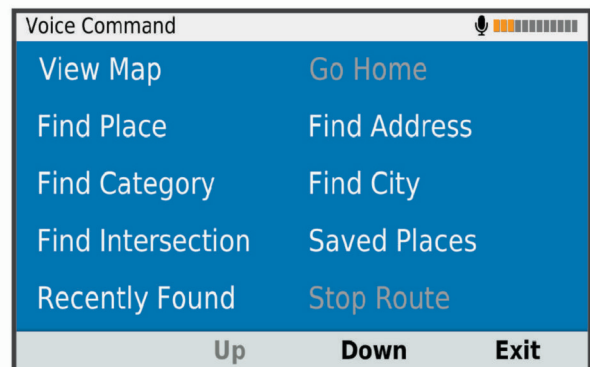 Voice Command
View Map Go Home
Find Place Find Address
Find Category Find City
Find Intersection Saved Places
Recently Found Stop Route
Up Down Exit